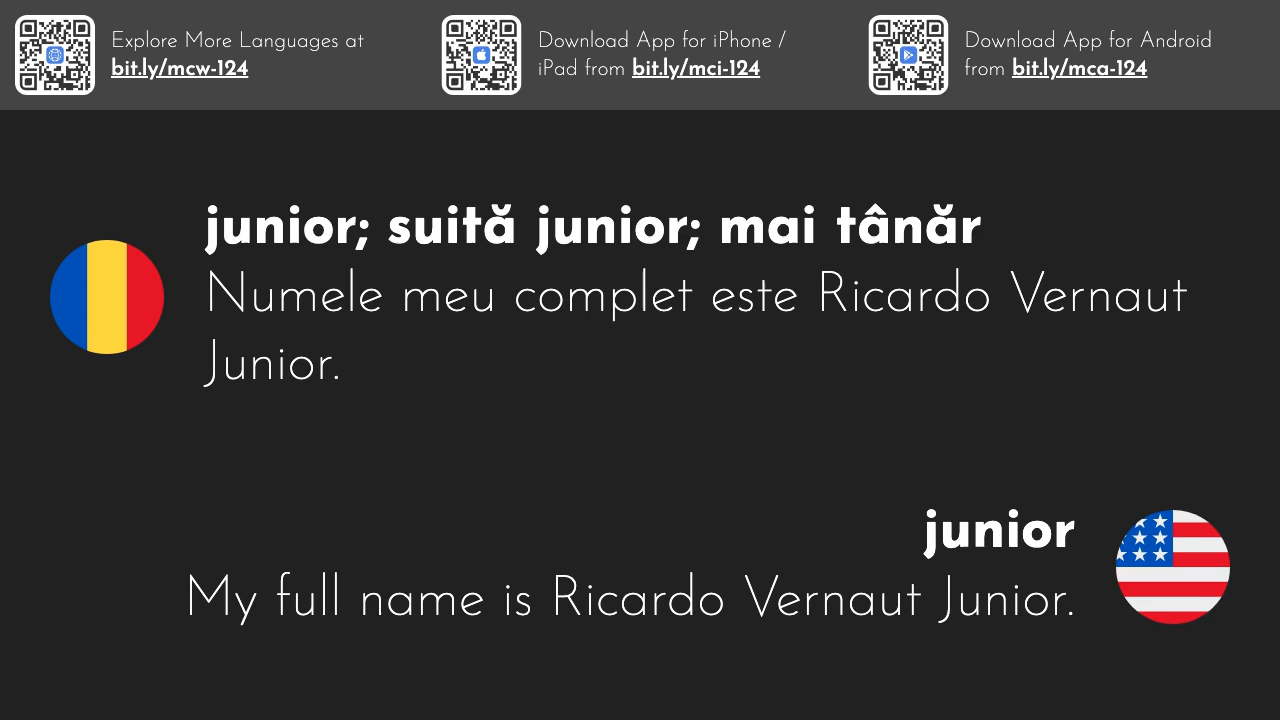 Explore More Languages at
bit.ly/mcw-124
Download App for iPhone /
iPad from bit.ly/mci-124
Download App for Android
from bit.ly/mca-124
junior; suită junior; mai tânăr
Numele meu complet este Ricardo Vernaut
Junior.
junior
My full name is Ricardo Vernaut Junior.